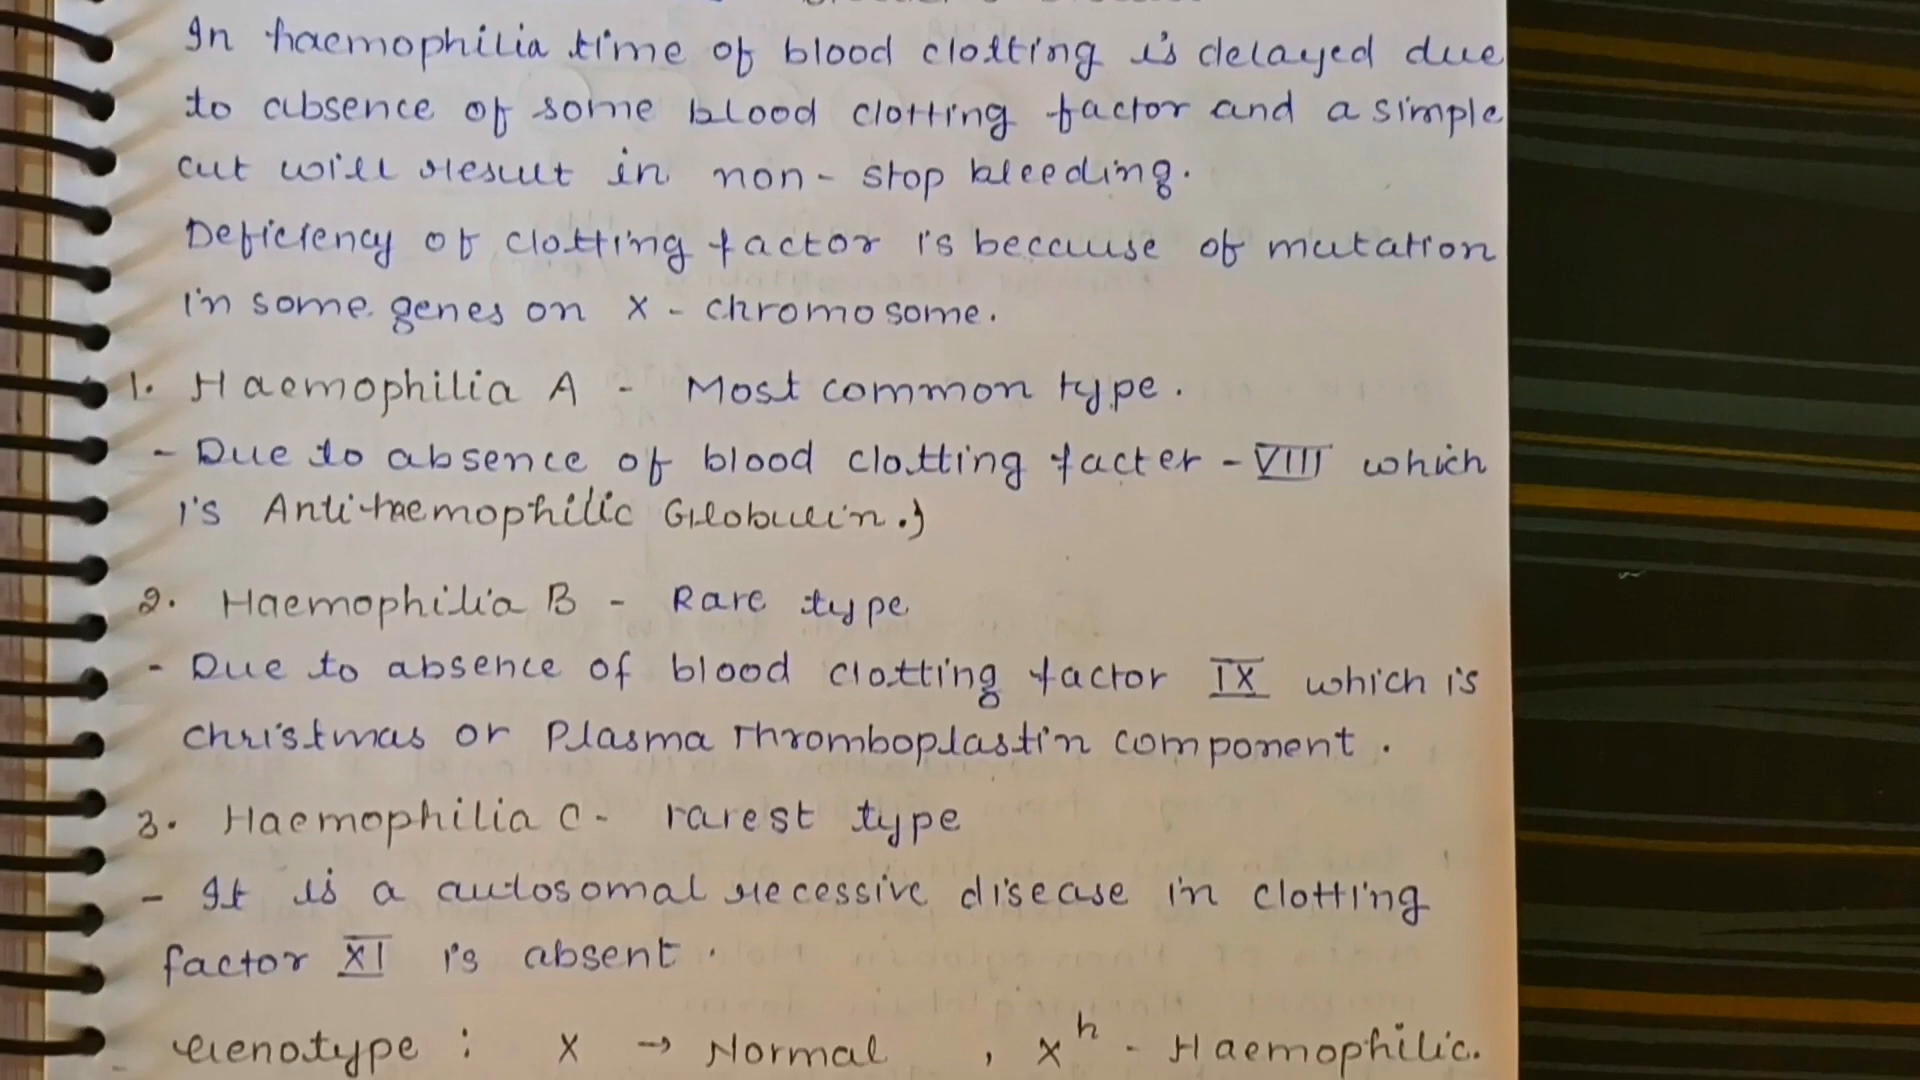 In haemophilia time of blood clotting is delayed due
to absence of some blood clotting factor and a simple
cut will result in non - stop bleeding.
Deficiency of clotting factor is because of mutation
in some genes on X - chromosome.
1. Haemophilia A - Most common type.
- Due to absence of blood clotting facter - VIII which
is Antihaemophilic Globulin.)
2. Haemophilia B - Rare type
- Due to absence of blood clotting factor IX which is
christmas or Plasma Thromboplastin component.
3. Haemophilia C - rarest type
- It is a autosomal recessive disease in clotting
factor XI is absent.
Genotype : X → Normal , X^h - Haemophilic.